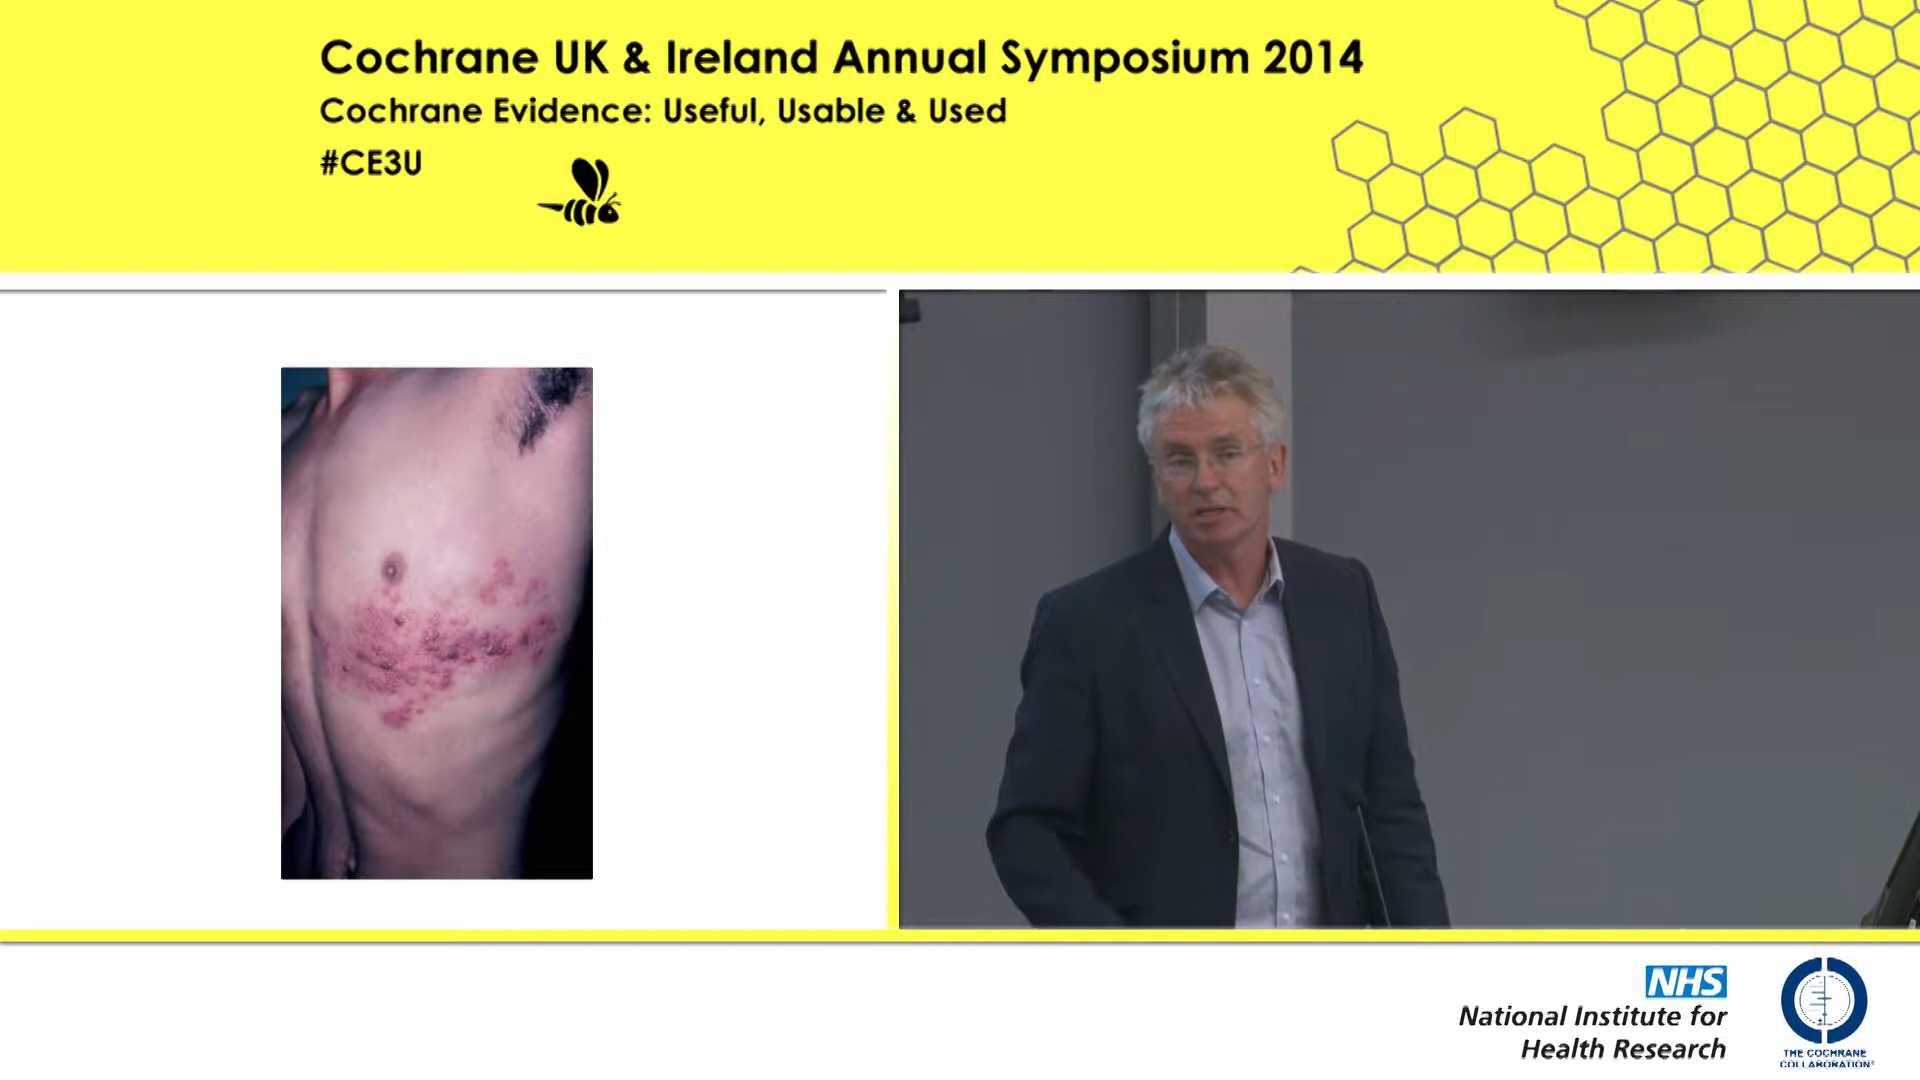 Cochrane UK & Ireland Annual Symposium 2014
Cochrane Evidence: Useful, Usable & Used
#CE3U
NHS
National Institute for
Health Research
THE COCHRANE
COLLABORATION®